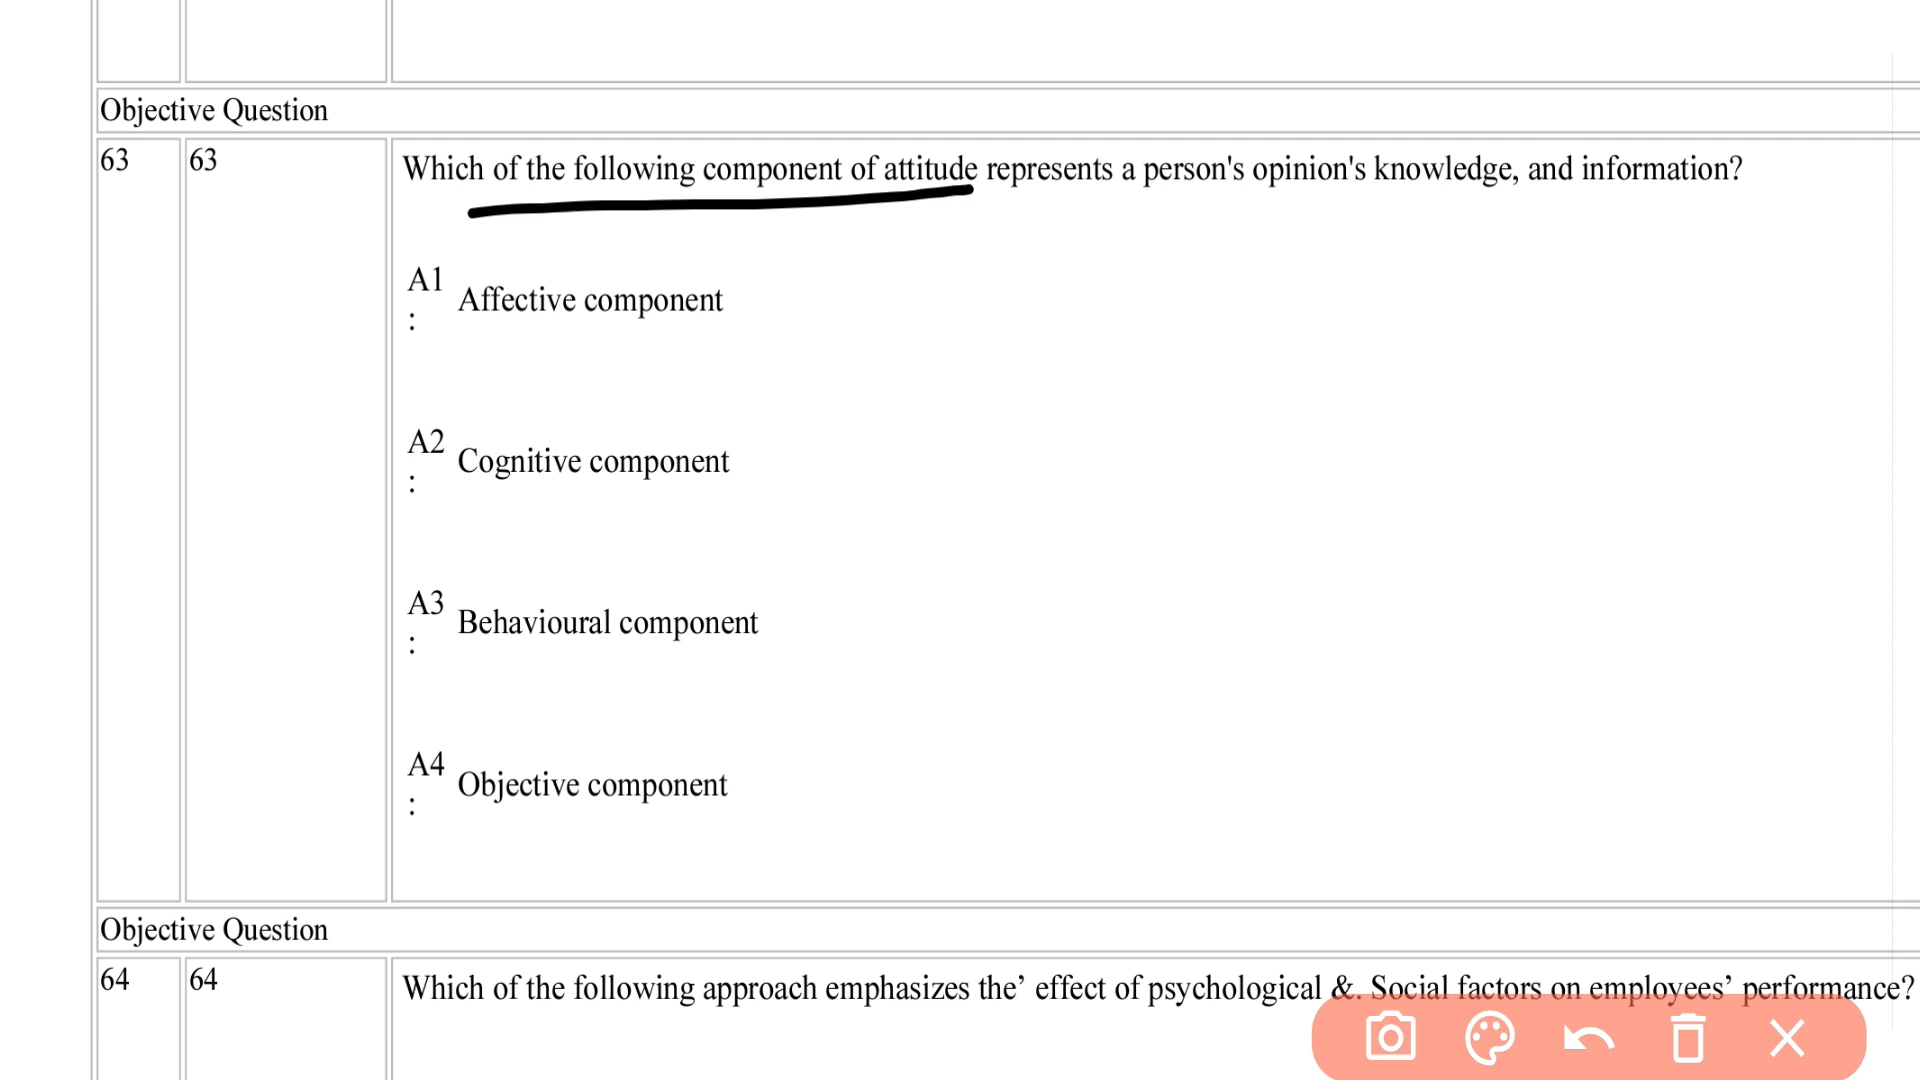 Objective Question
63 63 Which of the following component of attitude represents a person's opinion's knowledge, and information?
A1
: Affective component
A2
: Cognitive component
A3
: Behavioural component
A4
: Objective component
Objective Question
64 64 Which of the following approach emphasizes the’ effect of psychological &. Social factors on employees’ performance?